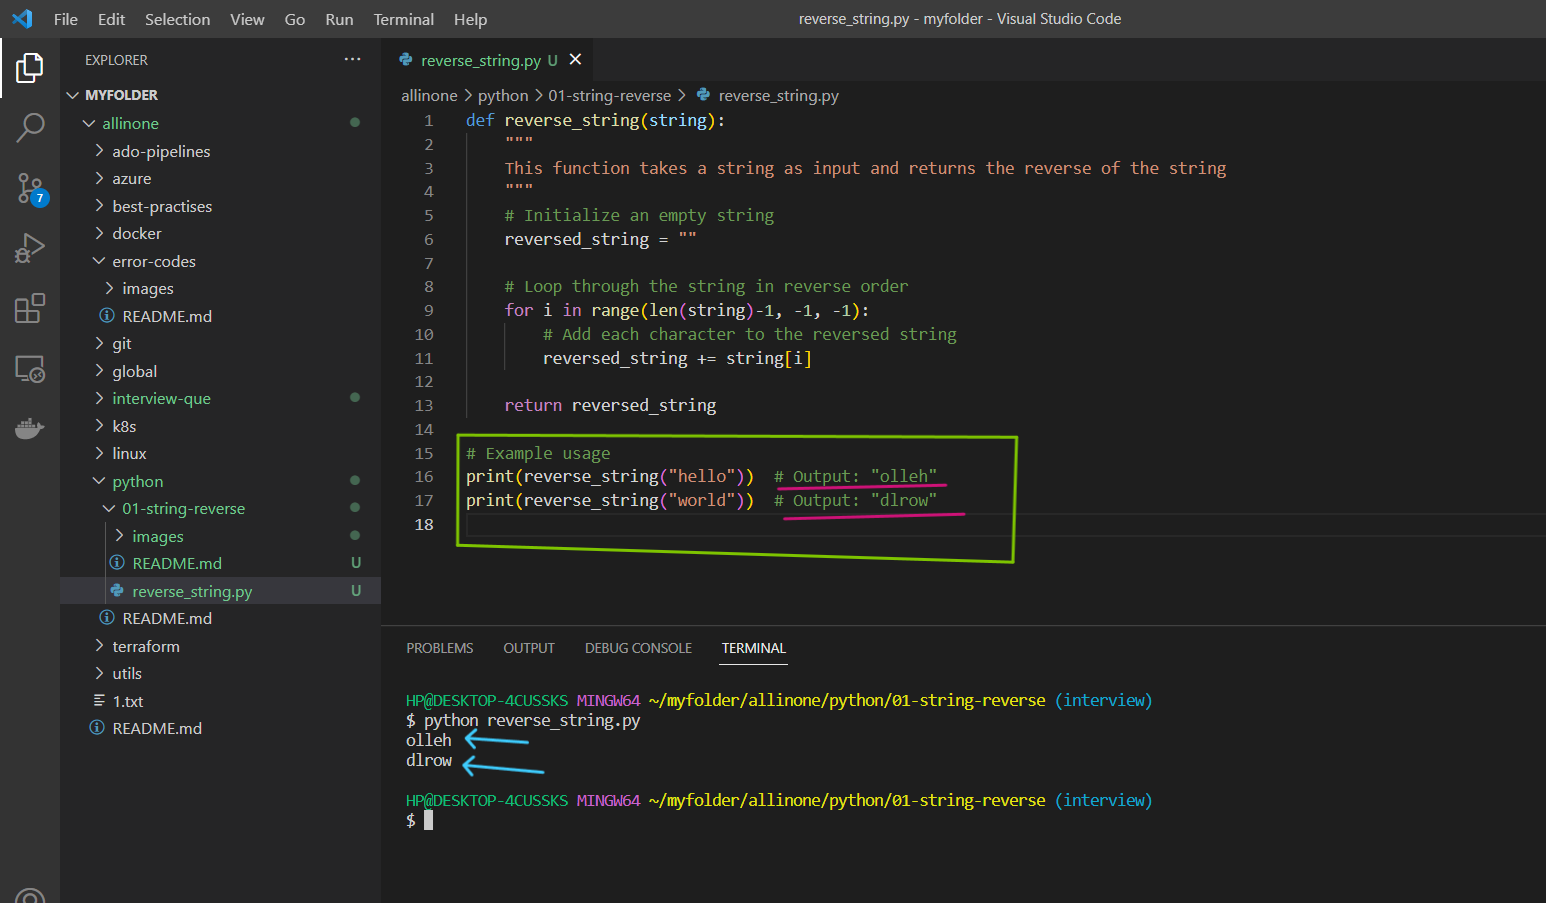 File Edit Selection View Go Run Terminal Help
reverse_string.py - myfolder - Visual Studio Code
EXPLORER
MYFOLDER
allinone
ado-pipelines
azure
best-practises
docker
error-codes
images
README.md
git
global
interview-que
k8s
linux
python
01-string-reverse
images
README.md U
reverse_string.py U
README.md
terraform
utils
1.txt
README.md
7
reverse_string.py U
allinone > python > 01-string-reverse > reverse_string.py
1 def reverse_string(string):
2     """
3     This function takes a string as input and returns the reverse of the string
4     """
5     # Initialize an empty string
6     reversed_string = ""
7
8     # Loop through the string in reverse order
9     for i in range(len(string)-1, -1, -1):
10         # Add each character to the reversed string
11         reversed_string += string[i]
12
13     return reversed_string
14
15 # Example usage
16 print(reverse_string("hello"))  # Output: "olleh"
17 print(reverse_string("world"))  # Output: "dlrow"
18
PROBLEMS OUTPUT DEBUG CONSOLE TERMINAL
HP@DESKTOP-4CUSSKS MINGW64 ~/myfolder/allinone/python/01-string-reverse (interview)
$ python reverse_string.py
olleh
dlrow
HP@DESKTOP-4CUSSKS MINGW64 ~/myfolder/allinone/python/01-string-reverse (interview)
$